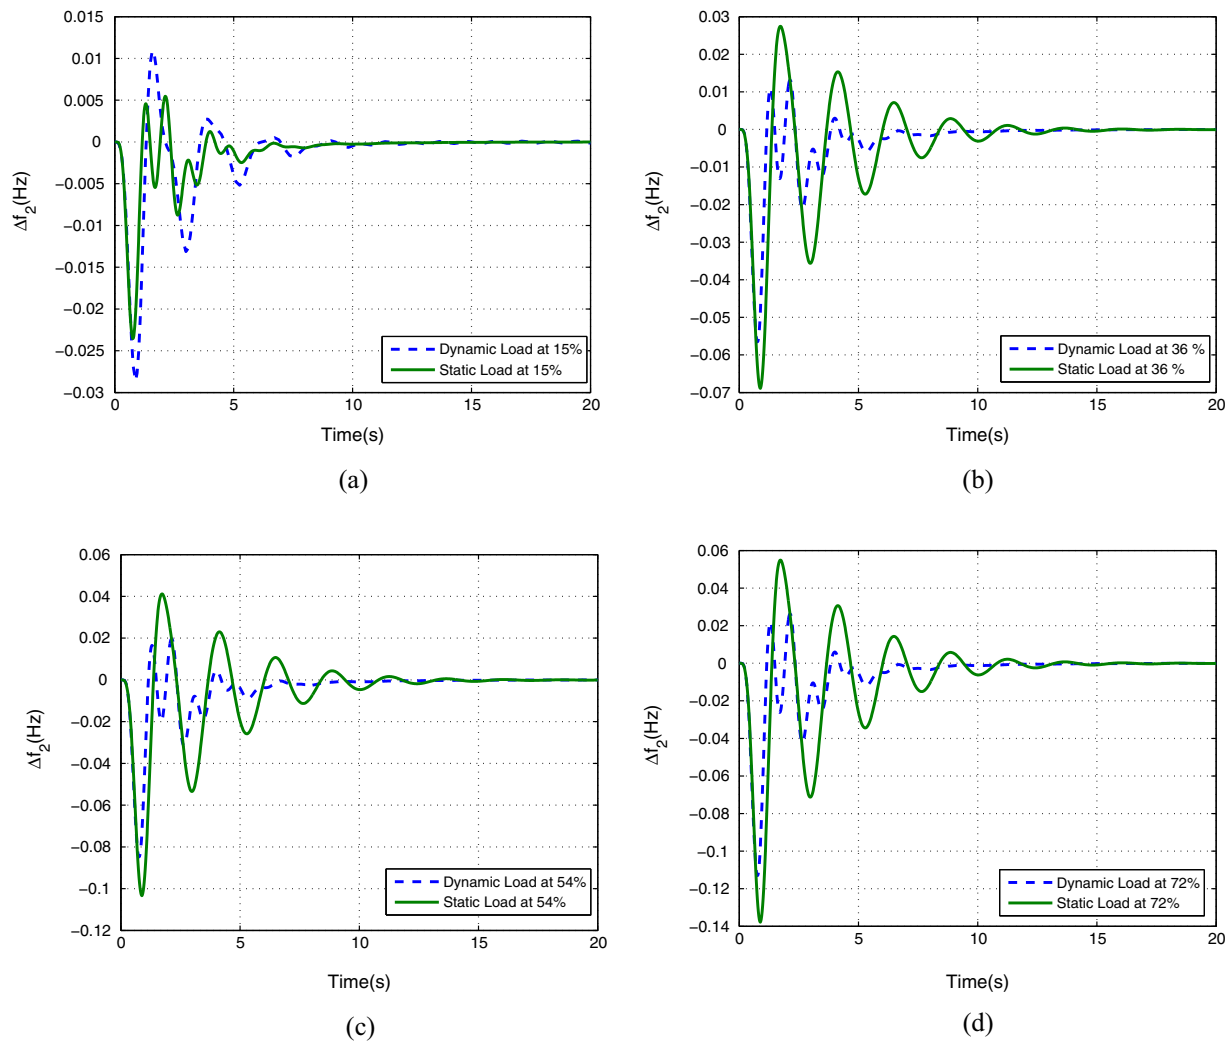 0.015
0.01
0.005
0
−0.005
−0.01
−0.015
−0.02
−0.025
−0.03
Δf2(Hz)
0 5 10 15 20
Time(s)
Dynamic Load at 15%
Static Load at 15%
(a)
0.03
0.02
0.01
0
−0.01
−0.02
−0.03
−0.04
−0.05
−0.06
−0.07
Δf2(Hz)
0 5 10 15 20
Time(s)
Dynamic Load at 36 %
Static Load at 36 %
(b)
0.06
0.04
0.02
0
−0.02
−0.04
−0.06
−0.08
−0.1
−0.12
Δf2(Hz)
0 5 10 15 20
Time(s)
Dynamic Load at 54%
Static Load at 54%
(c)
0.06
0.04
0.02
0
−0.02
−0.04
−0.06
−0.08
−0.1
−0.12
−0.14
Δf2(Hz)
0 5 10 15 20
Time(s)
Dynamic Load at 72%
Static Load at 72%
(d)